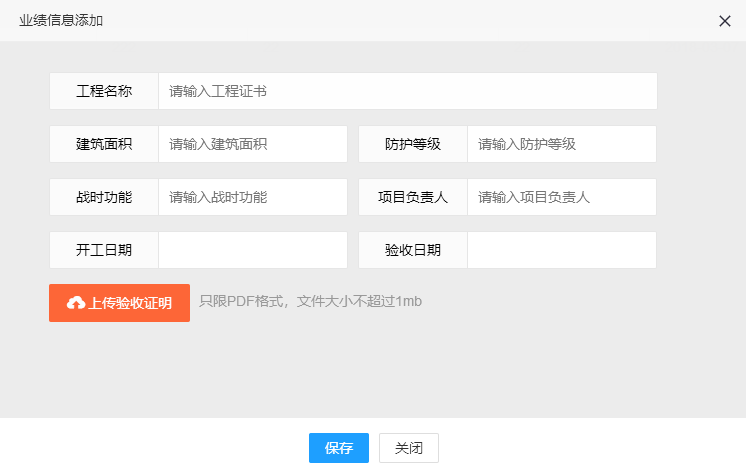 业绩信息添加
工程名称 请输入工程证书
建筑面积 请输入建筑面积 防护等级 请输入防护等级
战时功能 请输入战时功能 项目负责人 请输入项目负责人
开工日期 验收日期
上传验收证明 只限PDF格式，文件大小不超过1mb
保存 关闭